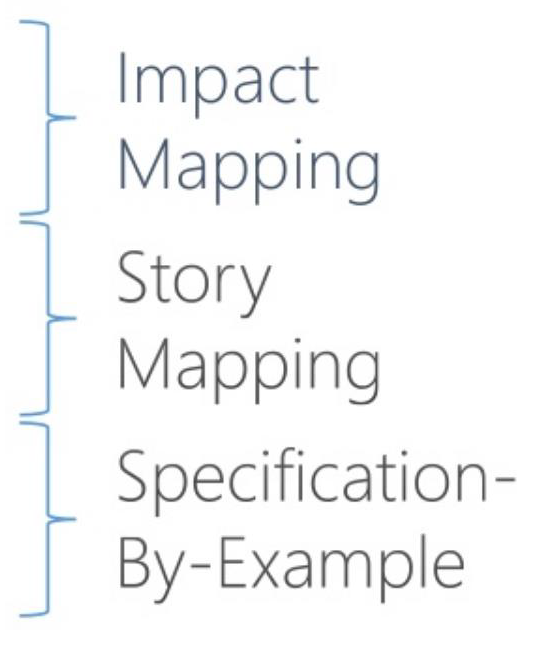 Impact
Mapping
Story
Mapping
Specification-
By-Example